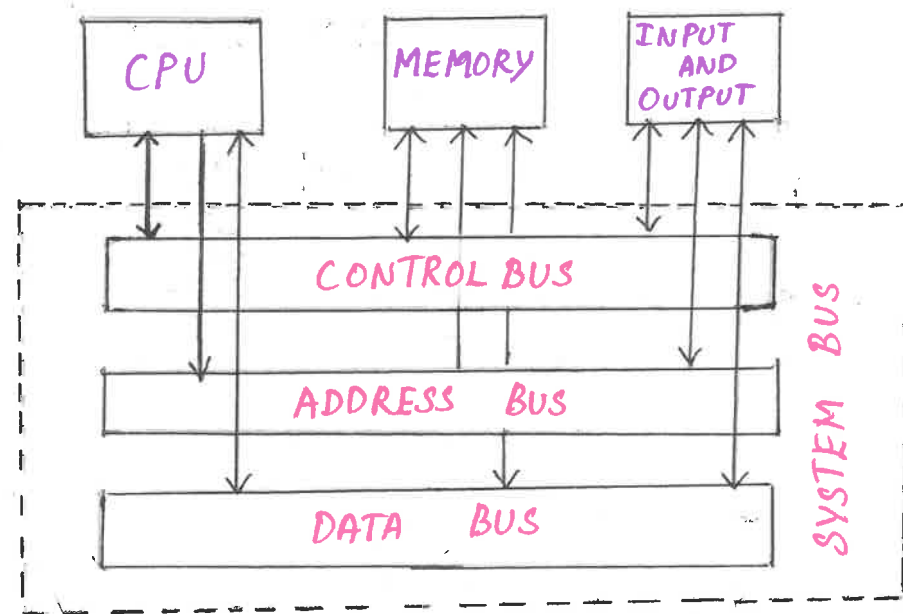 CPU
MEMORY
INPUT
AND
OUTPUT
CONTROL BUS
ADDRESS BUS
DATA BUS
SYSTEM BUS